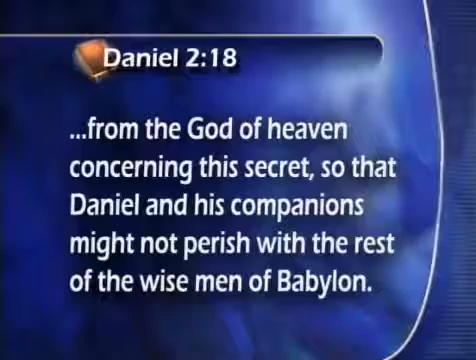 Daniel 2:18
...from the God of heaven
concerning this secret, so that
Daniel and his companions
might not perish with the rest
of the wise men of Babylon.